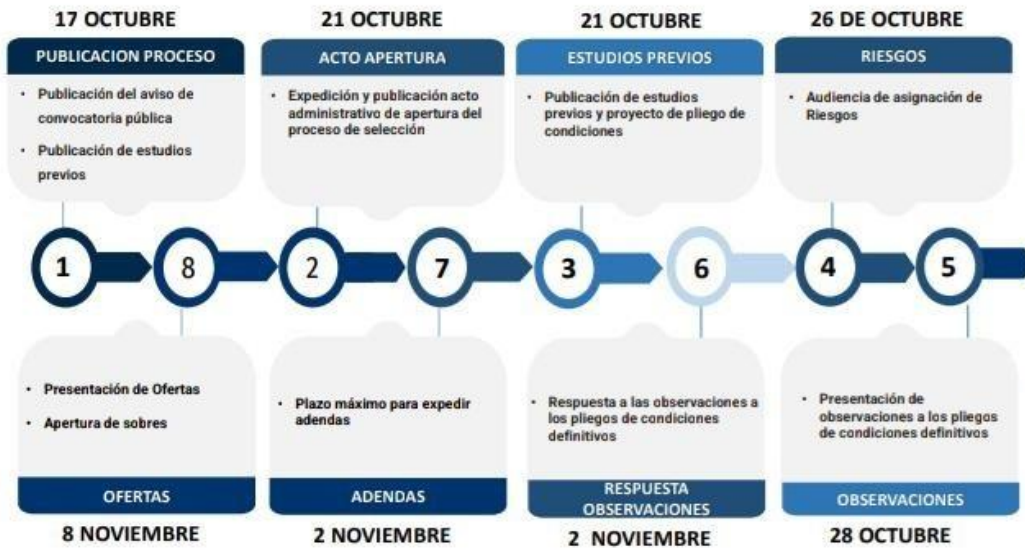 17 OCTUBRE
PUBLICACION PROCESO
• Publicación del aviso de
convocatoria pública
• Publicación de estudios
previos
21 OCTUBRE
ACTO APERTURA
• Expedición y publicación acto
administrativo de apertura del
proceso de selección
21 OCTUBRE
ESTUDIOS PREVIOS
• Publicación de estudios
previos y proyecto de pliego de
condiciones
26 DE OCTUBRE
RIESGOS
• Audiencia de asignación de
Riesgos
1
8
2
7
3
6
4
5
• Presentación de Ofertas
• Apertura de sobres
OFERTAS
8 NOVIEMBRE
• Plazo máximo para expedir
adendas
ADENDAS
2 NOVIEMBRE
• Respuesta a las observaciones a
los pliegos de condiciones
definitivos
RESPUESTA
OBSERVACIONES
2 NOVIEMBRE
• Presentación de
observaciones a los pliegos
de condiciones definitivos
OBSERVACIONES
28 OCTUBRE